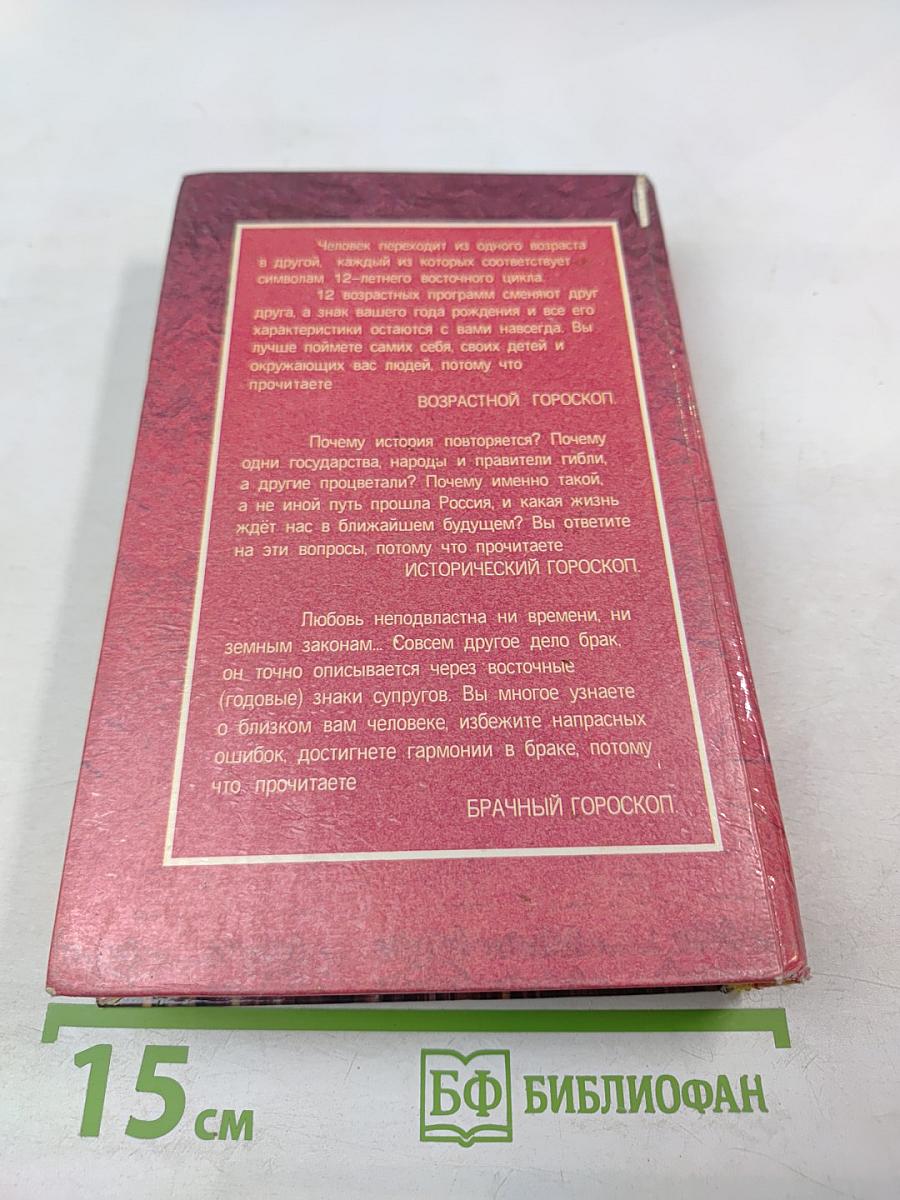 Человек переходит из одного возраста
в другой, каждый из которых соответствует
символам 12-летнего восточного цикла.
12 возрастных программ сменяют друг
друга, а знак вашего года рождения и все его
характеристики остаются с вами навсегда. Вы
лучше поймете самих себя, своих детей и
окружающих вас людей, потому что
прочитаете
ВОЗРАСТНОЙ ГОРОСКОП.
Почему история повторяется? Почему
одни государства, народы и правители гибли,
а другие процветали? Почему именно такой,
а не иной путь прошла Россия, и какая жизнь
ждёт нас в ближайшем будущем? Вы ответите
на эти вопросы, потому что прочитаете
ИСТОРИЧЕСКИЙ ГОРОСКОП.
Любовь неподвластна ни времени, ни
земным законам... Совсем другое дело брак,
он точно описывается через восточные
(годовые) знаки супругов. Вы многое узнаете
о близком вам человеке, избежите напрасных
ошибок, достигнете гармонии в браке, потому
что прочитаете
БРАЧНЫЙ ГОРОСКОП.
15 см
БФ БИБЛИОФАН